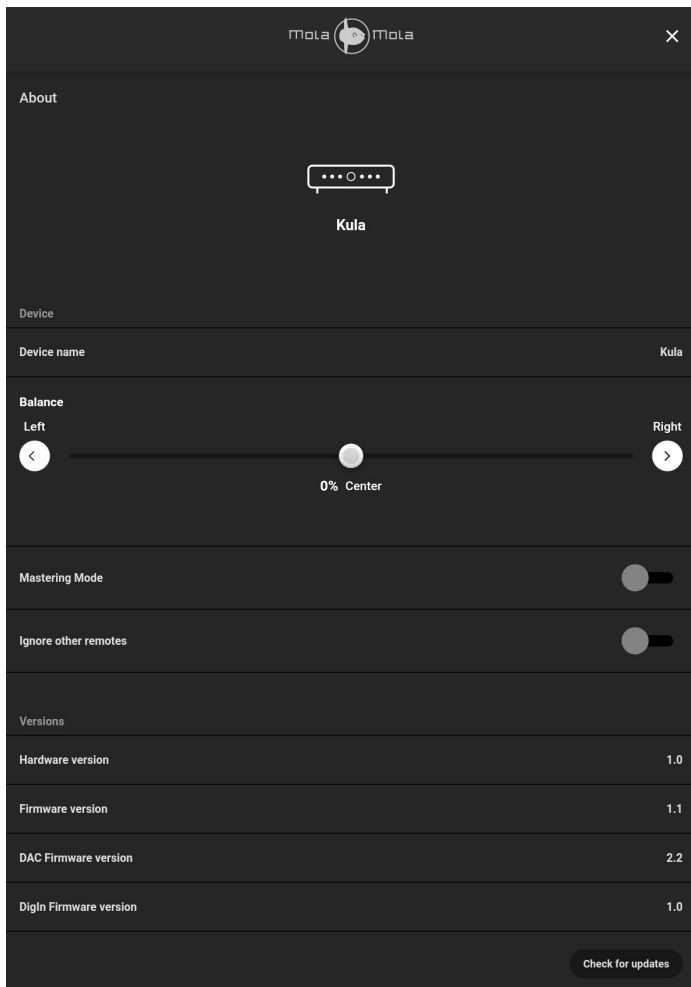 mola mola
About
Kula
Device
Device name Kula
Balance
Left Right
0% Center
Mastering Mode
Ignore other remotes
Versions
Hardware version 1.0
Firmware version 1.1
DAC Firmware version 2.2
DigIn Firmware version 1.0
Check for updates